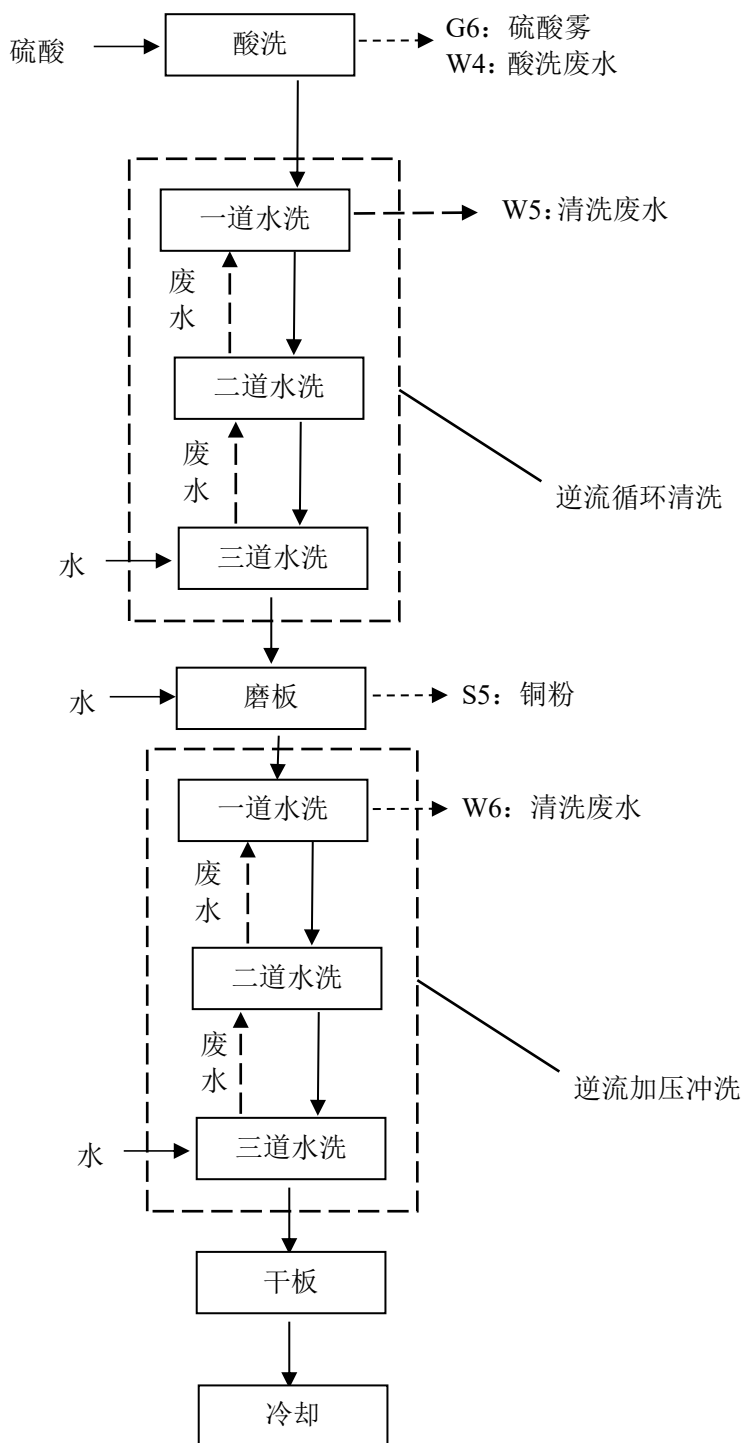 硫酸
酸洗
G6：硫酸雾
W4：酸洗废水
一道水洗
W5：清洗废水
废
水
二道水洗
废
水
逆流循环清洗
水
三道水洗
水
磨板
S5：铜粉
一道水洗
W6：清洗废水
废
水
二道水洗
废
水
逆流加压冲洗
水
三道水洗
干板
冷却